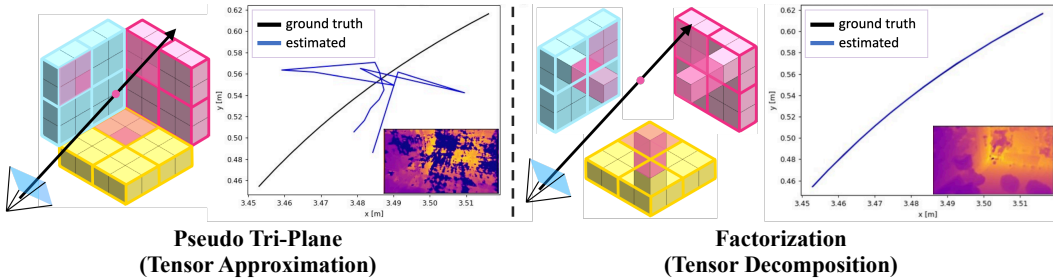 ground truth
estimated
0.62
0.60
0.58
0.56
0.54
0.52
0.50
0.48
0.46
y [m]
3.45 3.46 3.47 3.48 3.49 3.50 3.51
x [m]
Pseudo Tri-Plane
(Tensor Approximation)
ground truth
estimated
0.62
0.60
0.58
0.56
0.54
0.52
0.50
0.48
0.46
y [m]
3.45 3.46 3.47 3.48 3.49 3.50 3.51
x [m]
Factorization
(Tensor Decomposition)